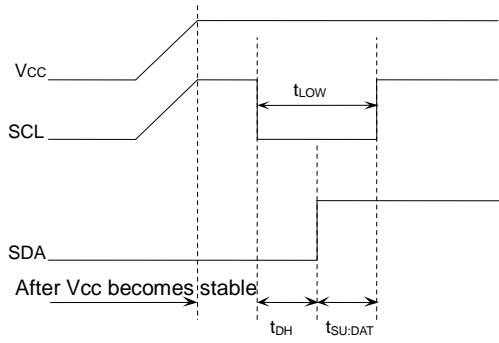 VCC
tLOW
SCL
SDA
After Vcc becomes stable
tDH
tSU:DAT